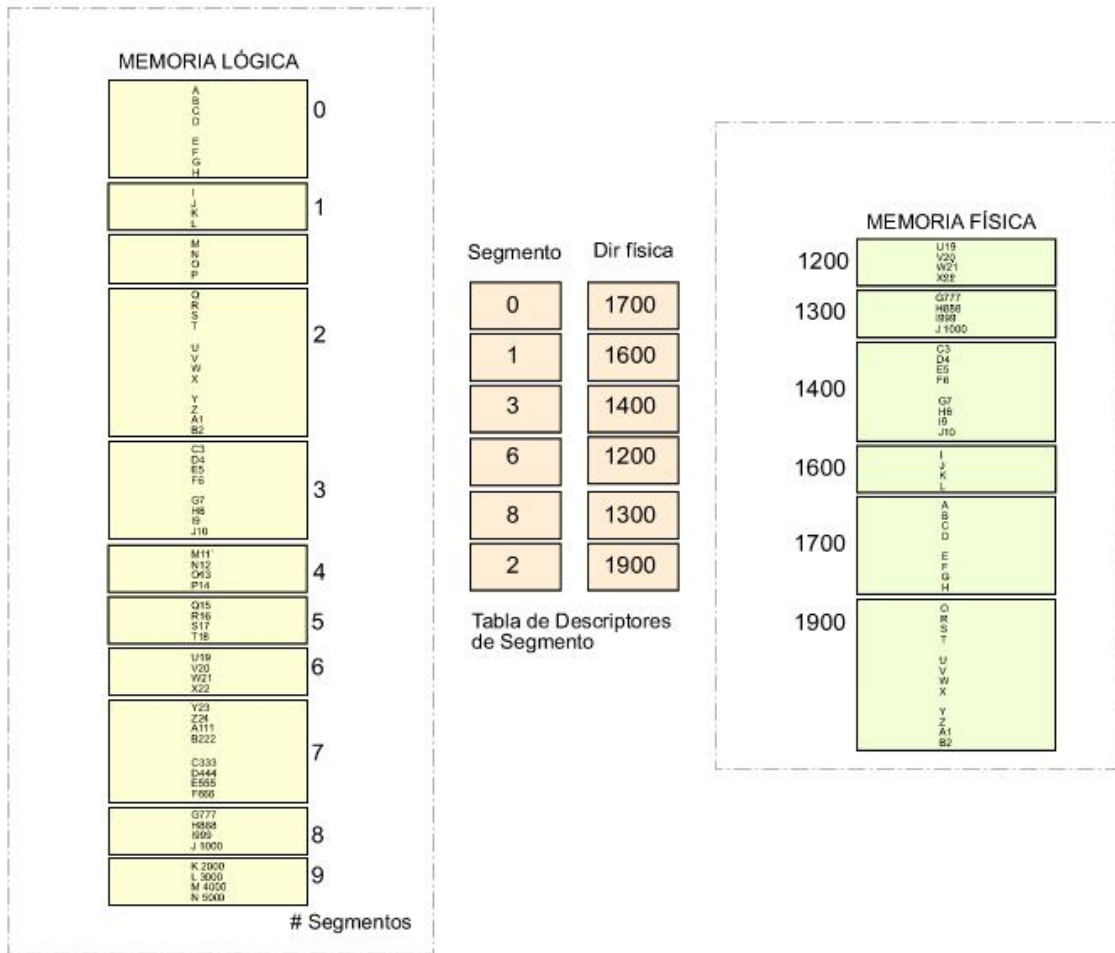 MEMORIA LÓGICA
A
B
C
D
E
F
G
H
0
I
J
K
L
1
M
N
O
P
Q
R
S
T
U
V
W
X
Y
Z
A1
B2
2
C3
D4
E5
F6
G7
H8
I9
J10
3
M11
N12
O13
P14
4
Q15
R16
S17
T18
5
U19
V20
W21
X22
6
Y23
Z24
A111
B222
C333
D444
E555
F666
7
G777
H888
I999
J 1000
8
K 2000
L 3000
M 4000
N 5000
9
# Segmentos
Segmento Dir física
0 1700
1 1600
3 1400
6 1200
8 1300
2 1900
Tabla de Descriptores
de Segmento
MEMORIA FÍSICA
1200
U19
V20
W21
X22
1300
G777
H888
I999
J 1000
1400
C3
D4
E5
F6
G7
H8
I9
J10
1600
I
J
K
L
1700
A
B
C
D
E
F
G
H
1900
Q
R
S
T
U
V
W
X
Y
Z
A1
B2